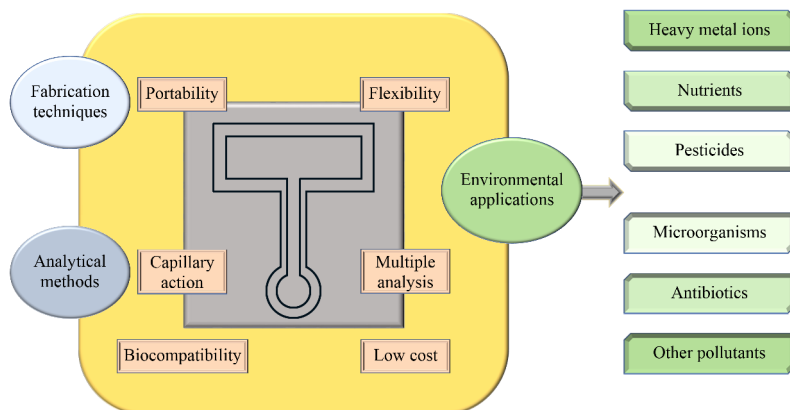 Fabrication
techniques
Portability
Flexibility
Analytical
methods
Capillary
action
Multiple
analysis
Biocompatibility
Low cost
Environmental
applications
Heavy metal ions
Nutrients
Pesticides
Microorganisms
Antibiotics
Other pollutants